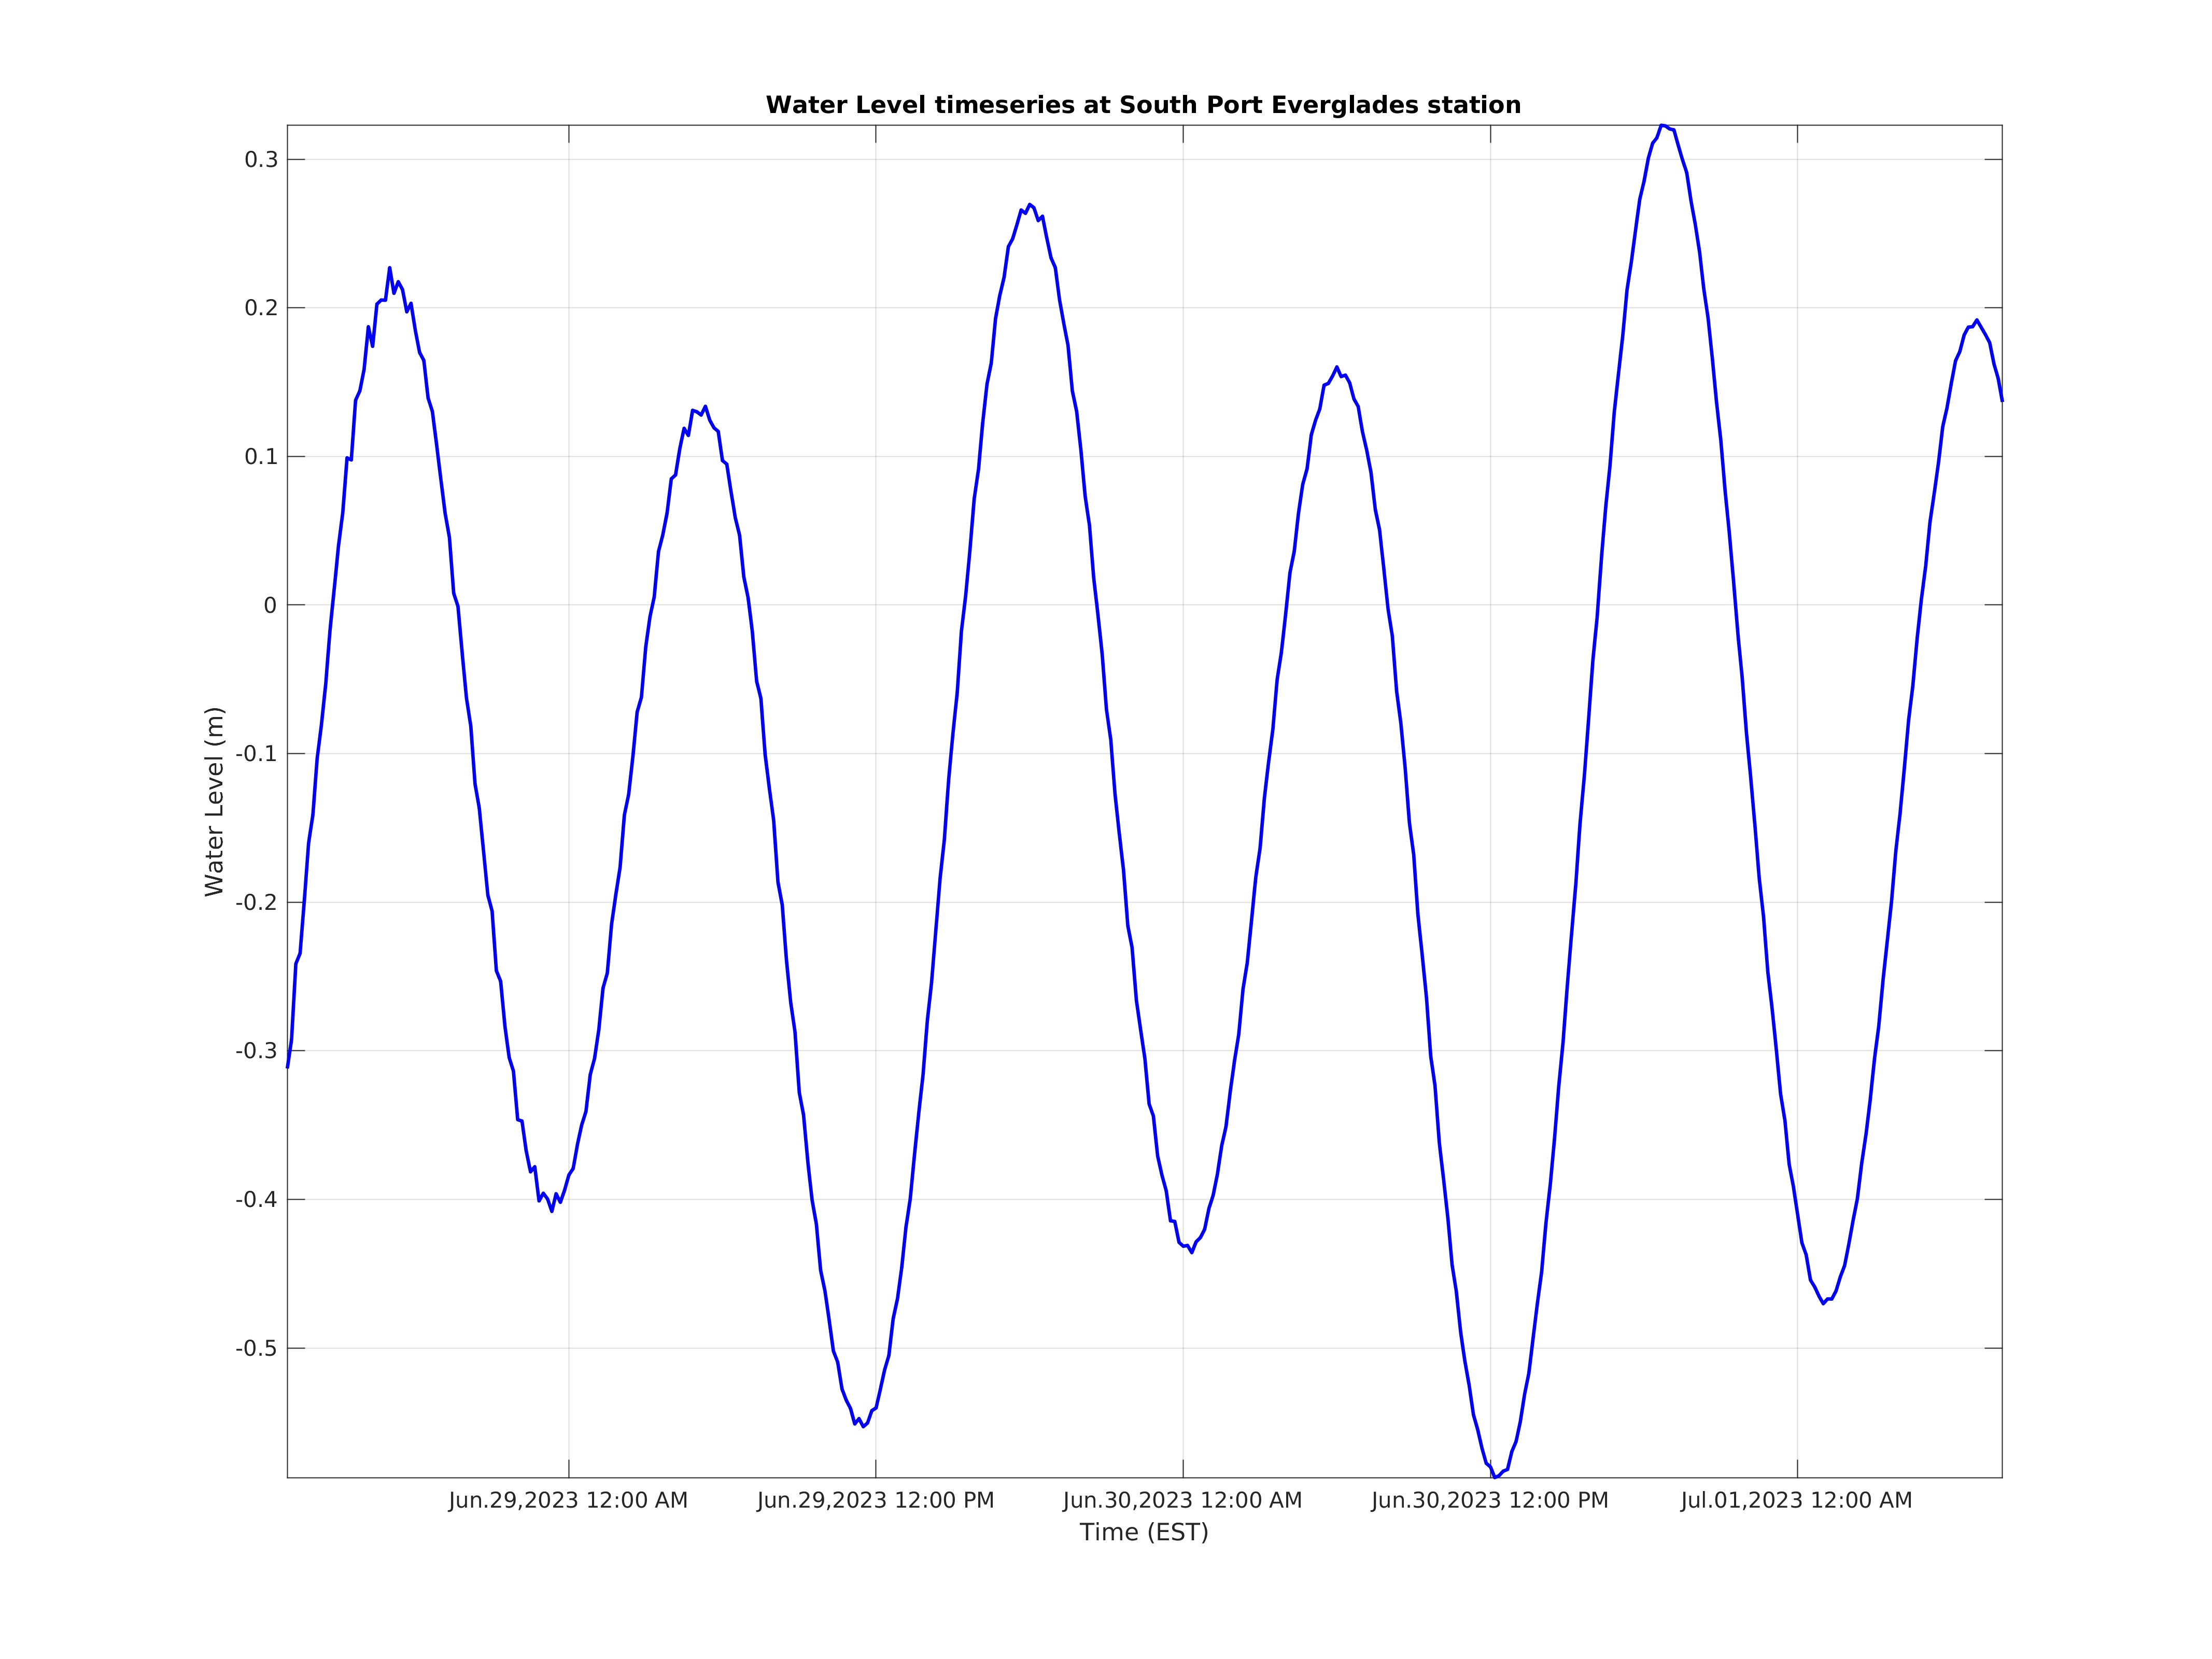 Water Level timeseries at South Port Everglades station
0.3
0.2
0.1
0
-0.1
-0.2
-0.3
-0.4
-0.5
Water Level (m)
Jun.29,2023 12:00 AM
Jun.29,2023 12:00 PM
Jun.30,2023 12:00 AM
Jun.30,2023 12:00 PM
Jul.01,2023 12:00 AM
Time (EST)